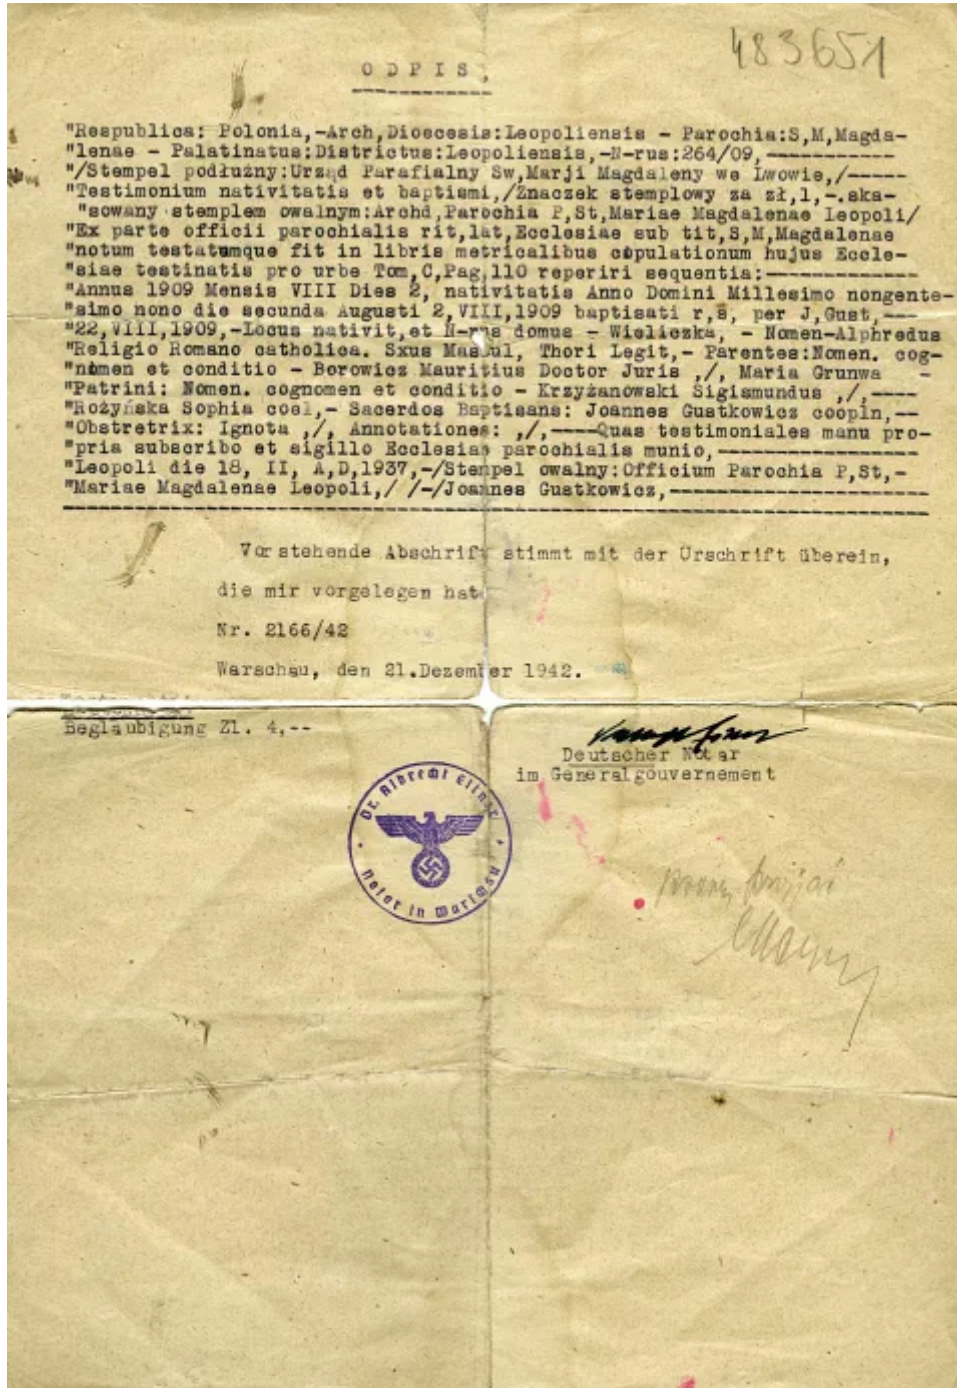 483651
ODPIS,
"Respublica: Polonia,-Arch,Dioecesis:Leopoliensis - Parochia:S,M,Magda-
"lenae - Palatinatus:Districtus:Leopoliensis,-N-rus:264/09,-----------
"/Stempel podłużny:Urząd Parafialny Sw,Marji Magdaleny we Lwowie,/-----
"Testimonium nativitatis et baptismi,/Znaczek stemplowy za zł,1,-.ska-
"sowany stemplem owalnym:Archd,Parochia P,St,Mariae Magdalenae Leopoli/
"Ex parte officii parochialis rit,lat,Ecclesiae sub tit,S,M,Magdalenae
"notum testatumque fit in libris metricalibus copulationum hujus Eccle-
"siae testinatis pro urbe Tom,C,Pag,110 reperiri sequentia:-------------
"Annus 1909 Mensis VIII Dies 2, nativitatis Anno Domini Millesimo nongente-
"simo nono die secunda Augusti 2,VIII,1909 baptisati r,s, per J,Gust,---
"22,VIII,1909,-Locus nativit,et N-rus domus - Wieliczka, - Nomen-Alphredus
"Religio Romano catholica. Sxus Maskul, Thori Legit,- Parentes:Nomen. cog-
"nomen et conditio - Borowicz Mauritius Doctor Juris ,/, Maria Grunwa -
"Patrini: Nomen. cognomen et conditio - Krzyżanowski Sigismundus ,/,----
"Rożyńska Sophia coel,- Sacerdos Baptisans: Joannes Gustkowicz coopln,--
"Obstretrix: Ignota ,/, Annotationes: ,/,----Quas testimoniales manu pro-
"pria subscribo et sigillo Ecclesiae parochialis munio,-----------------
"Leopoli die 18, II, A,D,1937,-/Stempel owalny:Officium Parochia P,St,-
"Mariae Magdalenae Leopoli,/ /-/Joannes Gustkowicz,---------------------
Vorstehende Abschrift stimmt mit der Urschrift überein,
die mir vorgelegen hat
Nr. 2166/42
Warschau, den 21.Dezember 1942.
Beglaubigung Zl. 4,--
Deutscher Notar
im Generalgouvernement
Dr. Albrecht Ellner
Notar in Warschau